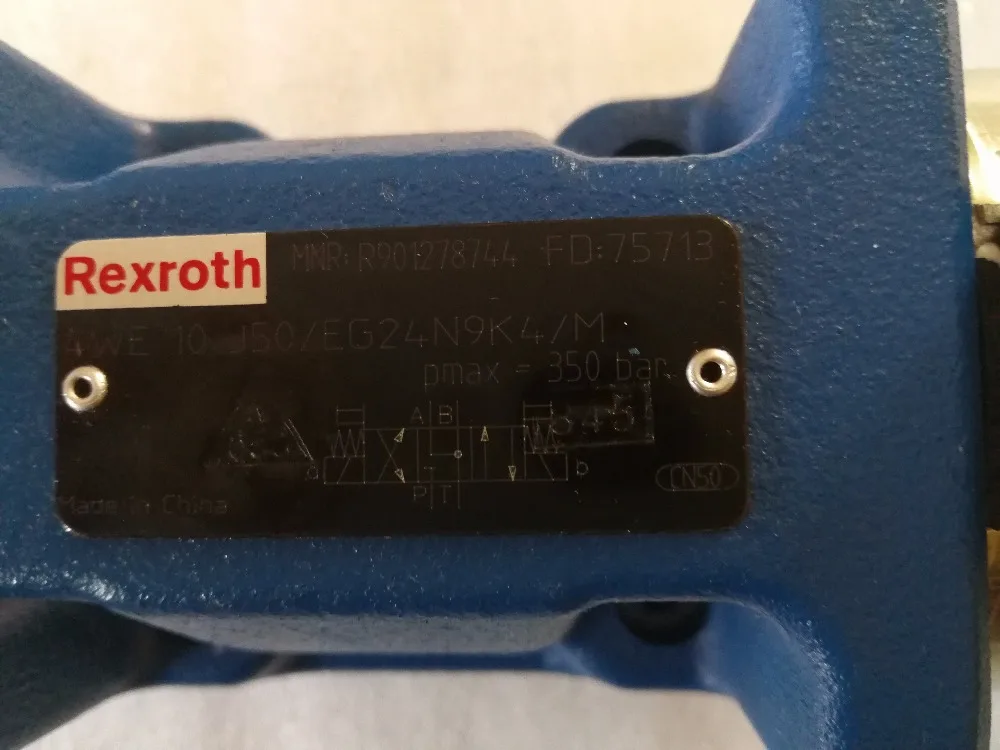 Rexroth
MNR: R901278744 FD:75713
4WE 10 J50/EG24N9K4/M
pmax = 350 bar
A B
a b
P T
CN50
Made in China